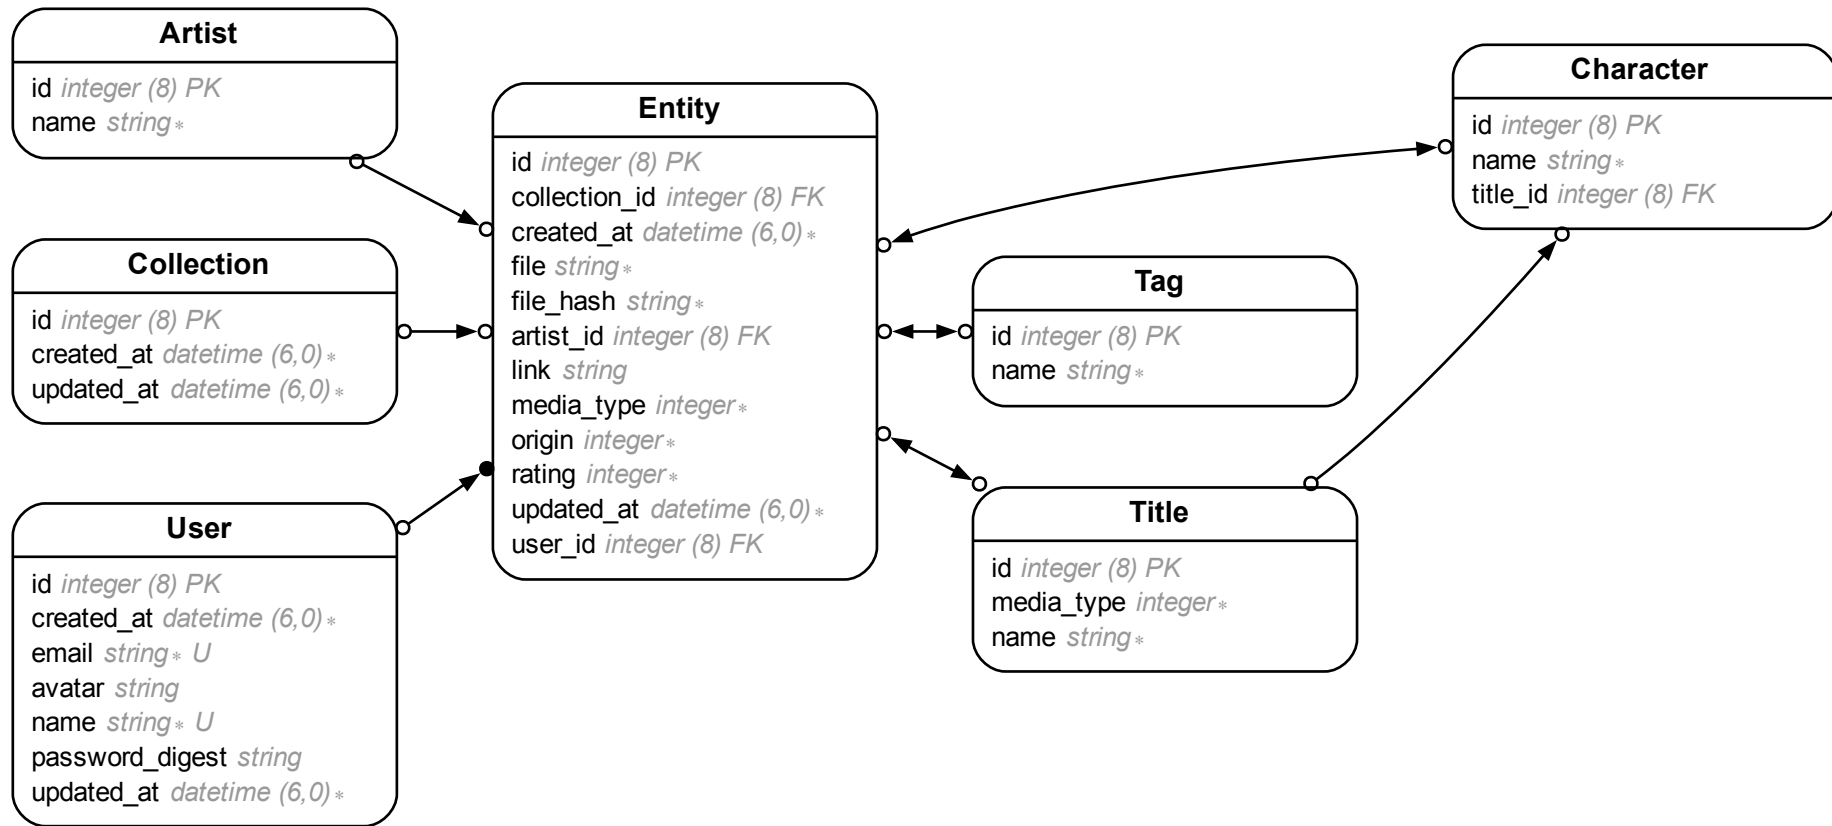 Artist
id integer (8) PK
name string *
Collection
id integer (8) PK
created_at datetime (6,0) *
updated_at datetime (6,0) *
User
id integer (8) PK
created_at datetime (6,0) *
email string * U
avatar string
name string * U
password_digest string
updated_at datetime (6,0) *
Entity
id integer (8) PK
collection_id integer (8) FK
created_at datetime (6,0) *
file string *
file_hash string *
artist_id integer (8) FK
link string
media_type integer *
origin integer *
rating integer *
updated_at datetime (6,0) *
user_id integer (8) FK
Character
id integer (8) PK
name string *
title_id integer (8) FK
Tag
id integer (8) PK
name string *
Title
id integer (8) PK
media_type integer *
name string *